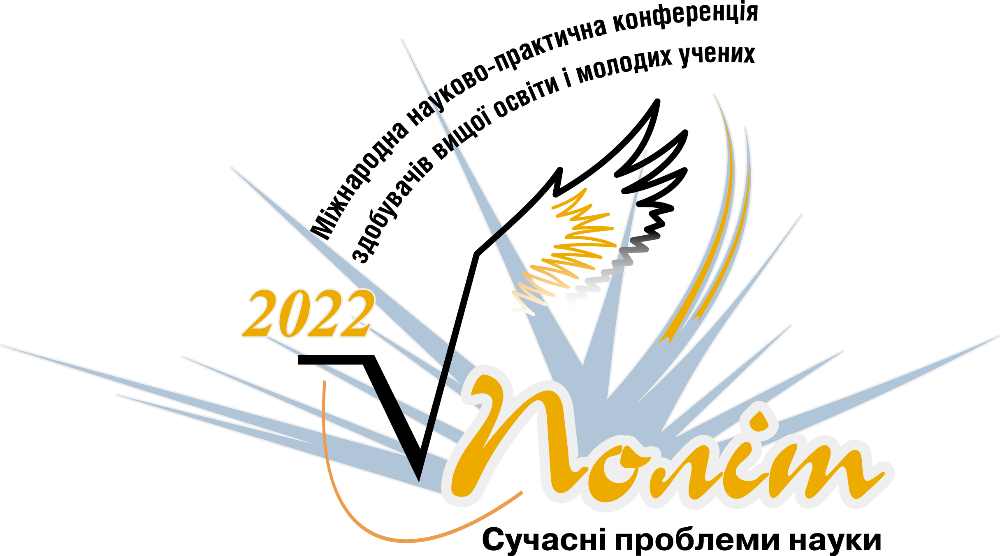 Міжнародна науково-практична конференція
здобувачів вищої освіти і молодих учених
2022
Політ
Сучасні проблеми науки